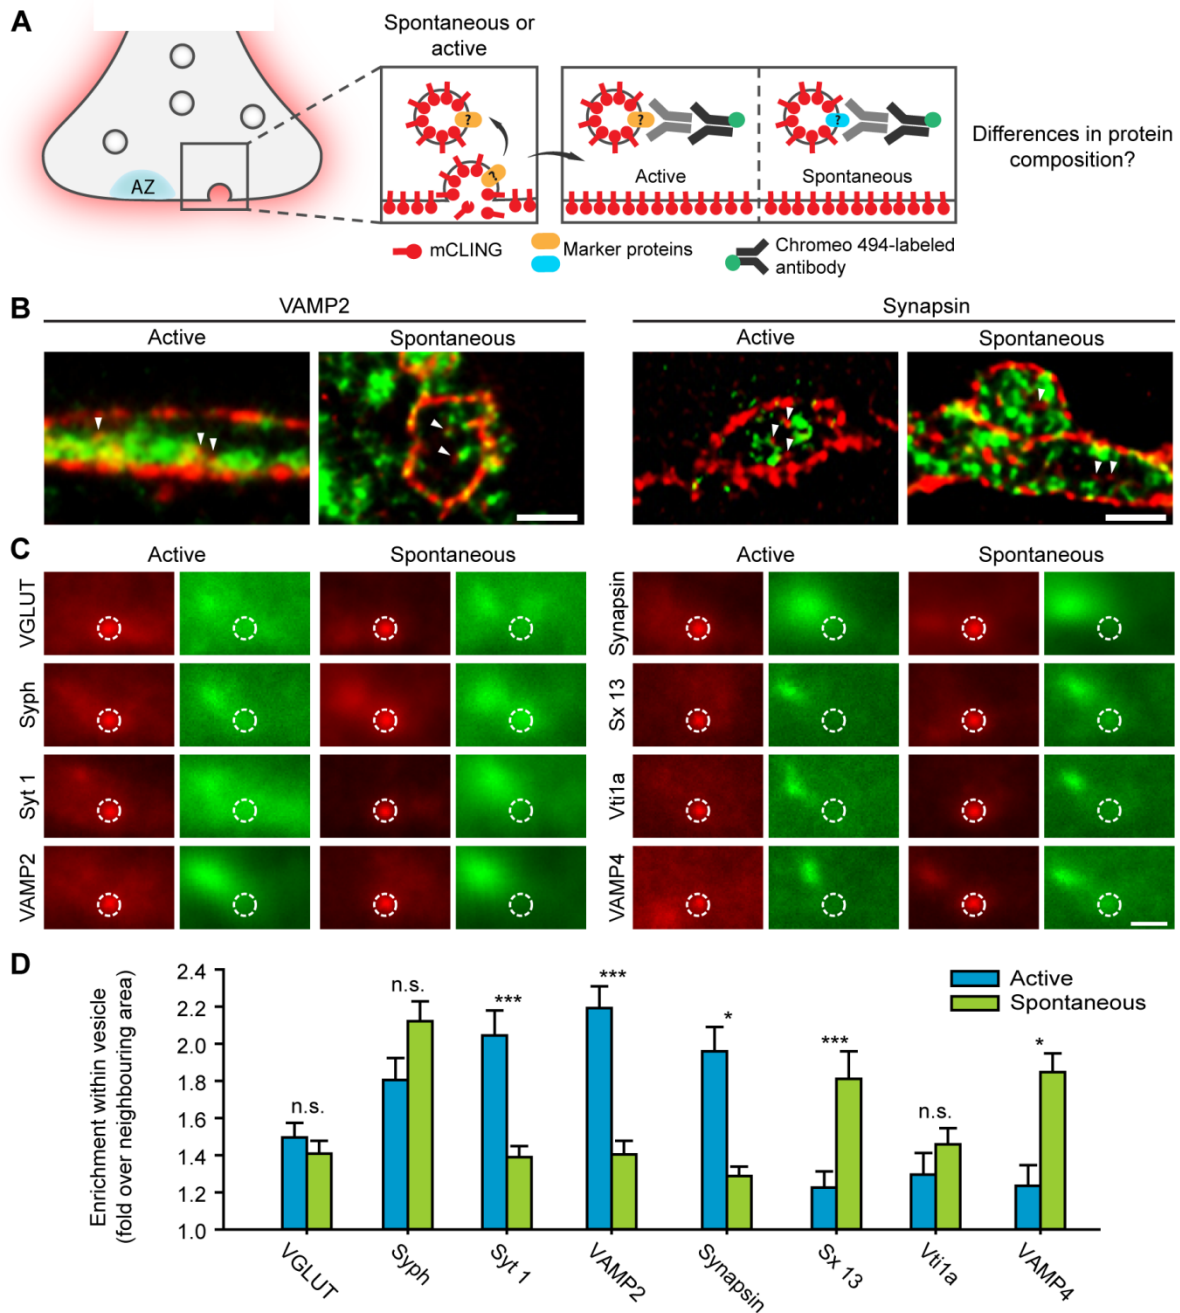 A
Spontaneous or
active
AZ
?
?
?
?
Active
Spontaneous
Differences in protein
composition?
mCLING
Marker proteins
Chromeo 494-labeled
antibody
B
VAMP2
Synapsin
Active
Spontaneous
Active
Spontaneous
C
Active
Spontaneous
Active
Spontaneous
VGLUT
Synapsin
Syph
Sx 13
Syt 1
Vti1a
VAMP2
VAMP4
D
Enrichment within vesicle
(fold over neighbouring area)
2.4
2.2
2.0
1.8
1.6
1.4
1.2
1.0
n.s.
n.s.
***
***
*
***
n.s.
*
Active
Spontaneous
VGLUT
Syph
Syt 1
VAMP2
Synapsin
Sx 13
Vti1a
VAMP4